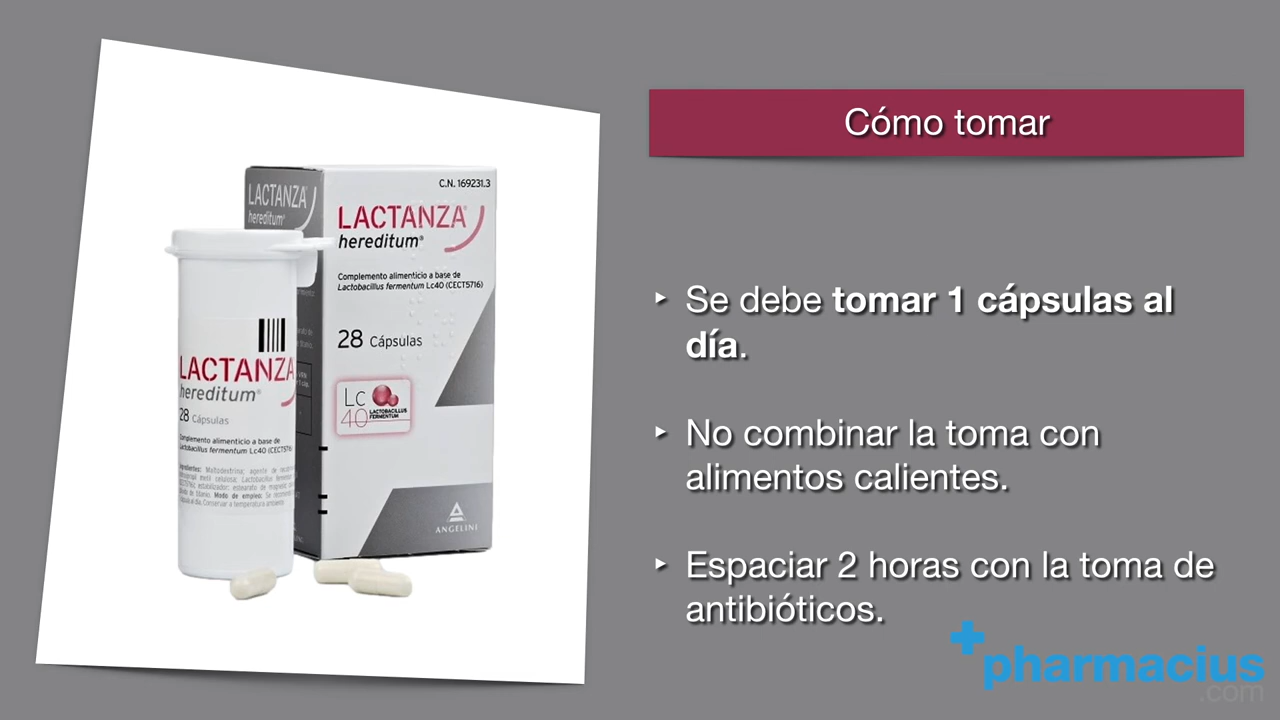 Cómo tomar
C.N. 169231.3
LACTANZA®
hereditum®
LACTANZA®
hereditum®
Complemento alimenticio a base de
Lactobacillus fermentum Lc40 (CECT5716)
28 Cápsulas
Lc
40
LACTOBACILLUS
FERMENTUM
ANGELINI
LACTANZA
hereditum®
28 Cápsulas
Complemento alimenticio a base de
Lactobacillus fermentum Lc40 (CECT5716
▸ Se debe tomar 1 cápsulas al
día.
▸ No combinar la toma con
alimentos calientes.
▸ Espaciar 2 horas con la toma de
antibióticos.
pharmacius
.com